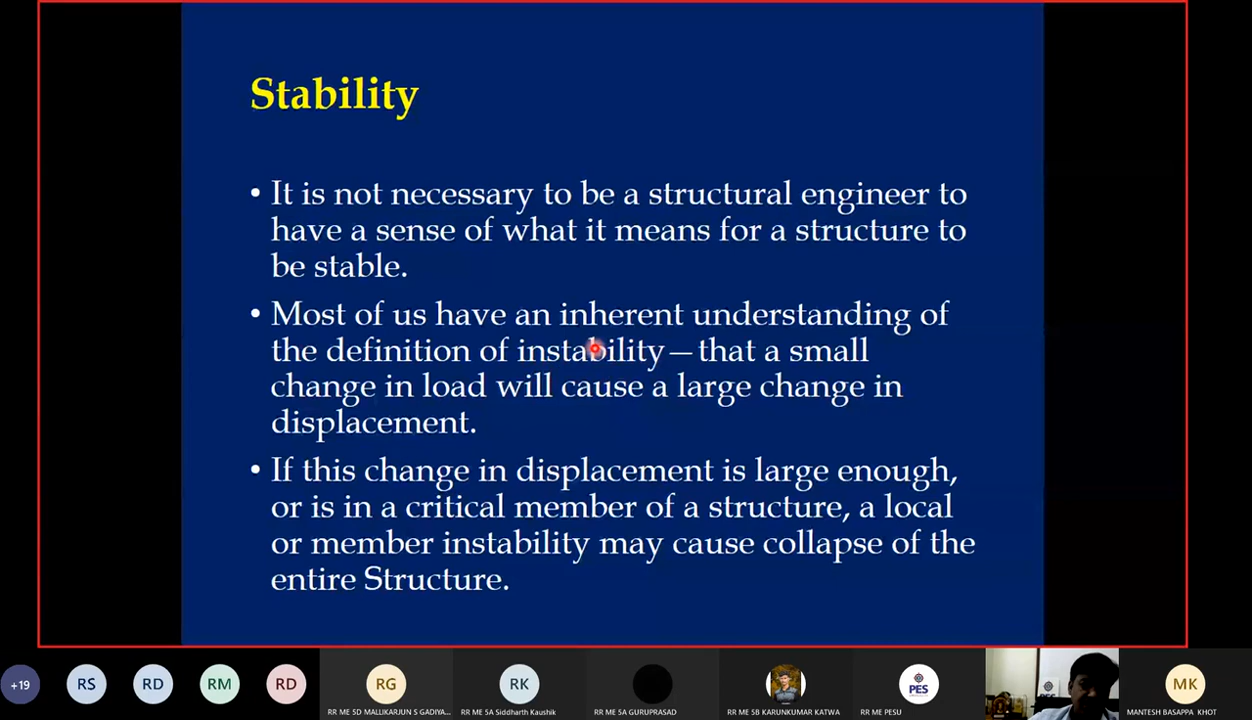 Stability
• It is not necessary to be a structural engineer to
have a sense of what it means for a structure to
be stable.
• Most of us have an inherent understanding of
the definition of instability—that a small
change in load will cause a large change in
displacement.
• If this change in displacement is large enough,
or is in a critical member of a structure, a local
or member instability may cause collapse of the
entire Structure.
+19
RS
RD
RM
RD
RG
RK
PES
MK
RR ME 5D MALLIKARJUN S GADIYA...
RR ME 5A Siddharth Kaushik
RR ME 5A GURUPRASAD
RR ME 5B KARUNKUMAR KATWA
RR ME PESU
MANTESH BASAPPA KHOT